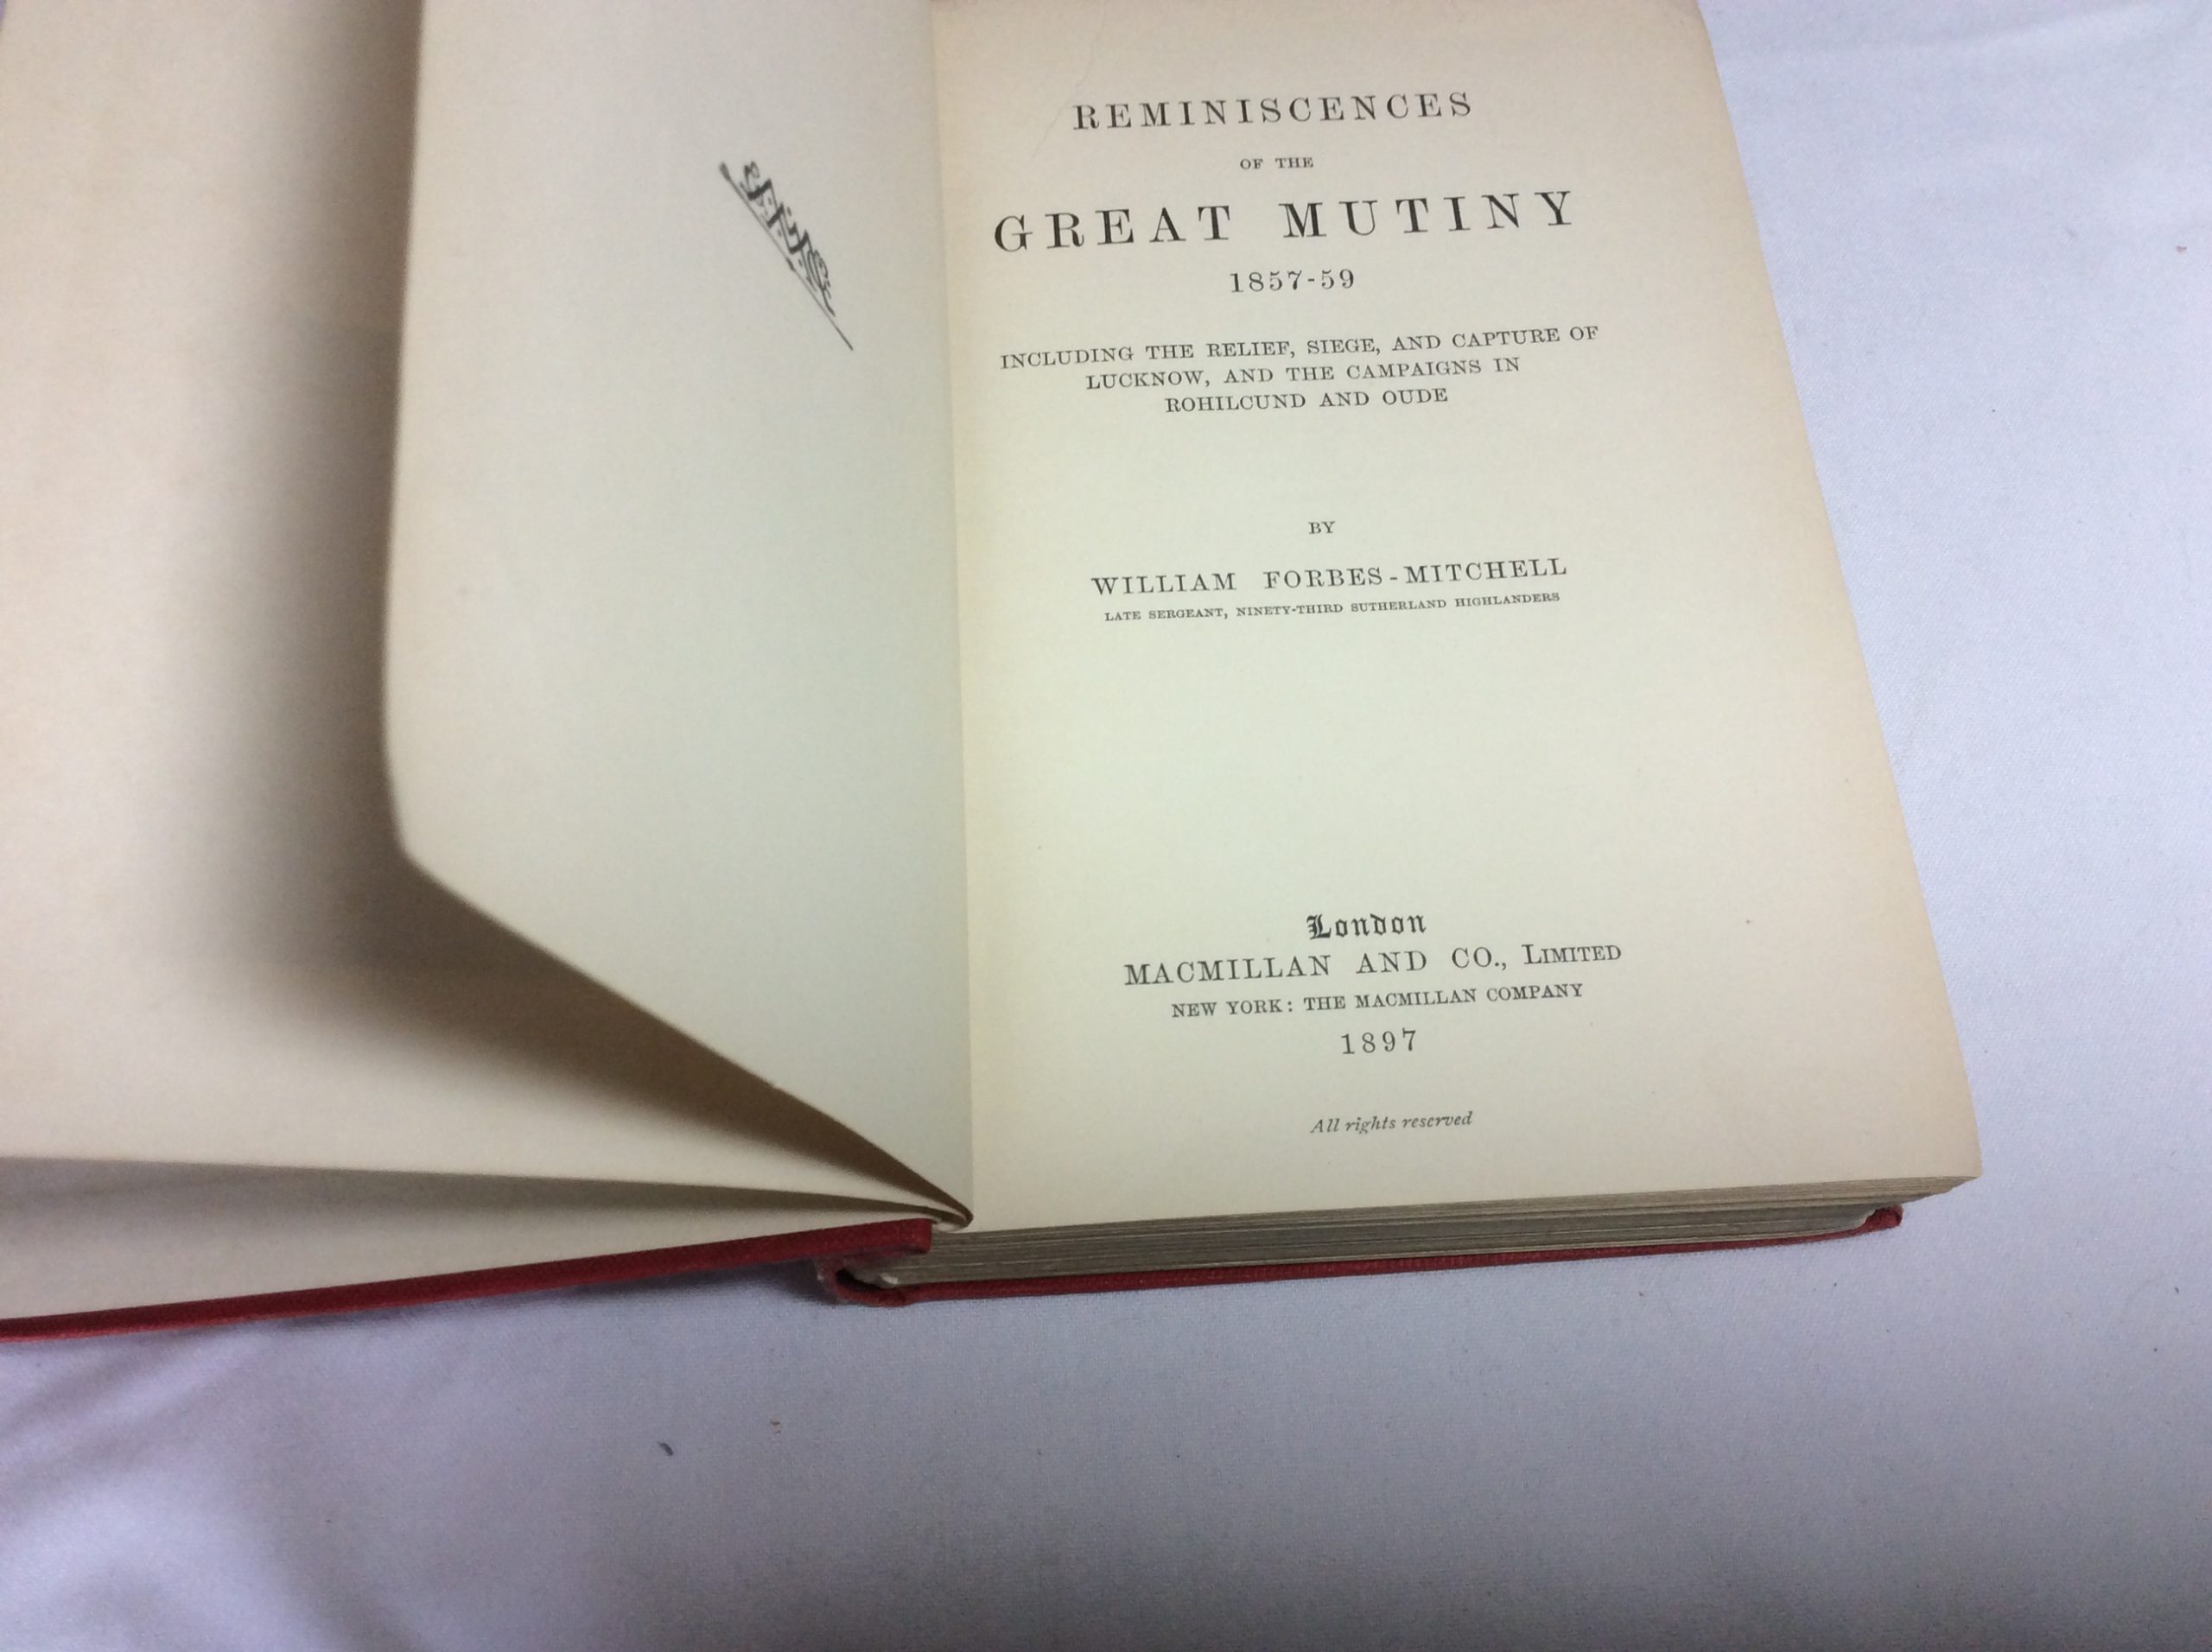 REMINISCENCES
OF THE
GREAT MUTINY
1857-59
INCLUDING THE RELIEF, SIEGE, AND CAPTURE OF
LUCKNOW, AND THE CAMPAIGNS IN
ROHILCUND AND OUDE
BY
WILLIAM FORBES-MITCHELL
LATE SERGEANT, NINETY-THIRD SUTHERLAND HIGHLANDERS
London
MACMILLAN AND CO., LIMITED
NEW YORK: THE MACMILLAN COMPANY
1897
All rights reserved